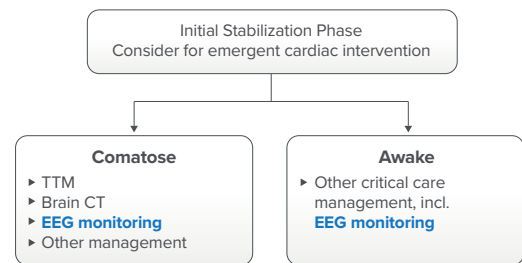 Initial Stabilization Phase
Consider for emergent cardiac intervention
Comatose
▸ TTM
▸ Brain CT
▸ EEG monitoring
▸ Other management
Awake
▸ Other critical care
management, incl.
EEG monitoring